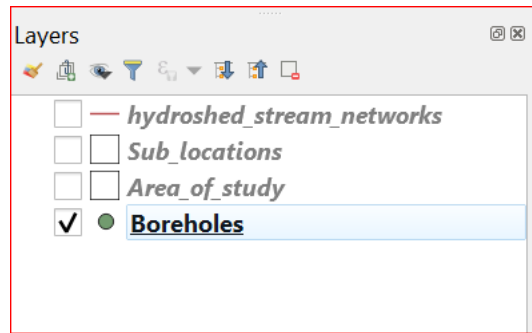 Layers
hydroshed_stream_networks
Sub_locations
Area_of_study
Boreholes